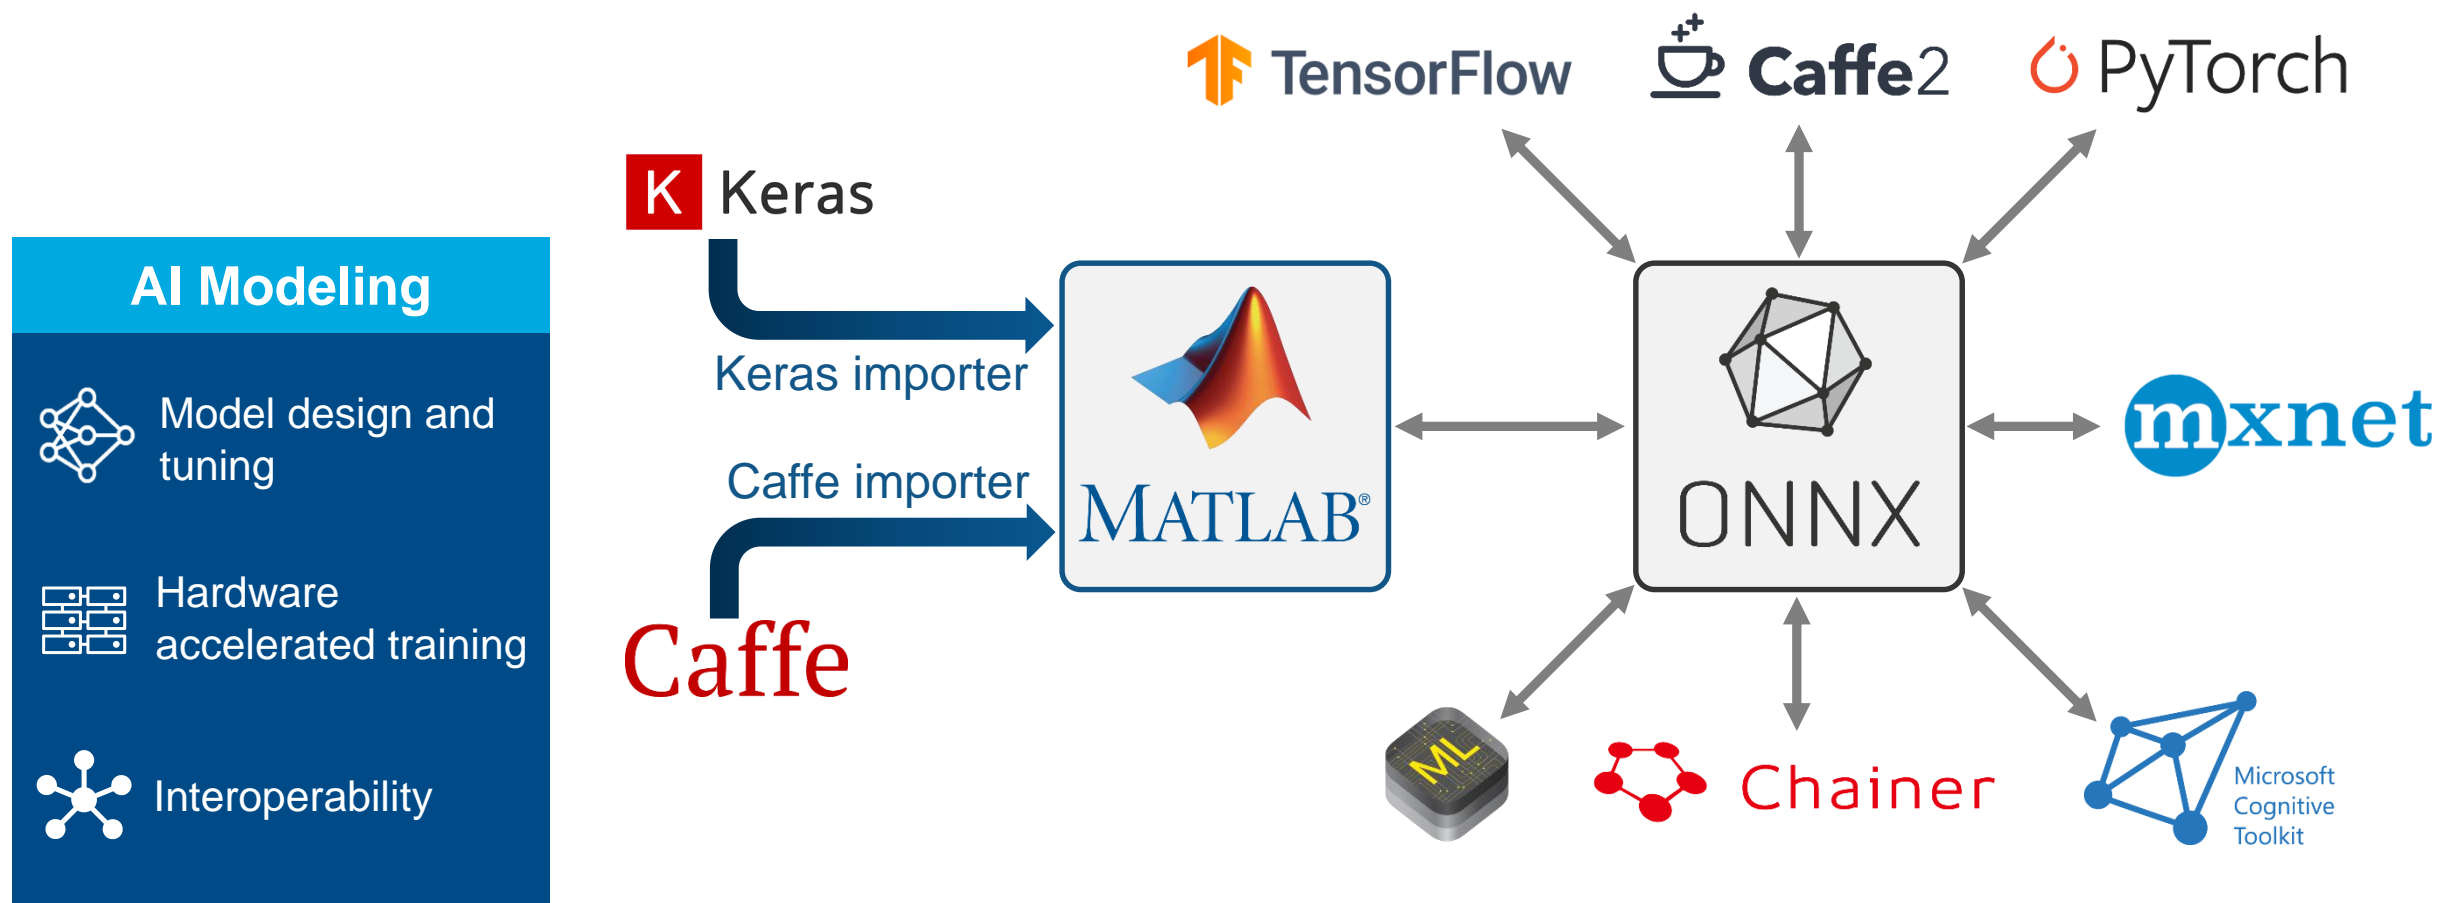 AI Modeling
Model design and
tuning
Hardware
accelerated training
Interoperability
K Keras
Keras importer
Caffe importer
Caffe
MATLAB®
TensorFlow
++
Caffe2
PyTorch
ONNX
mxnet
ML
Chainer
Microsoft
Cognitive
Toolkit